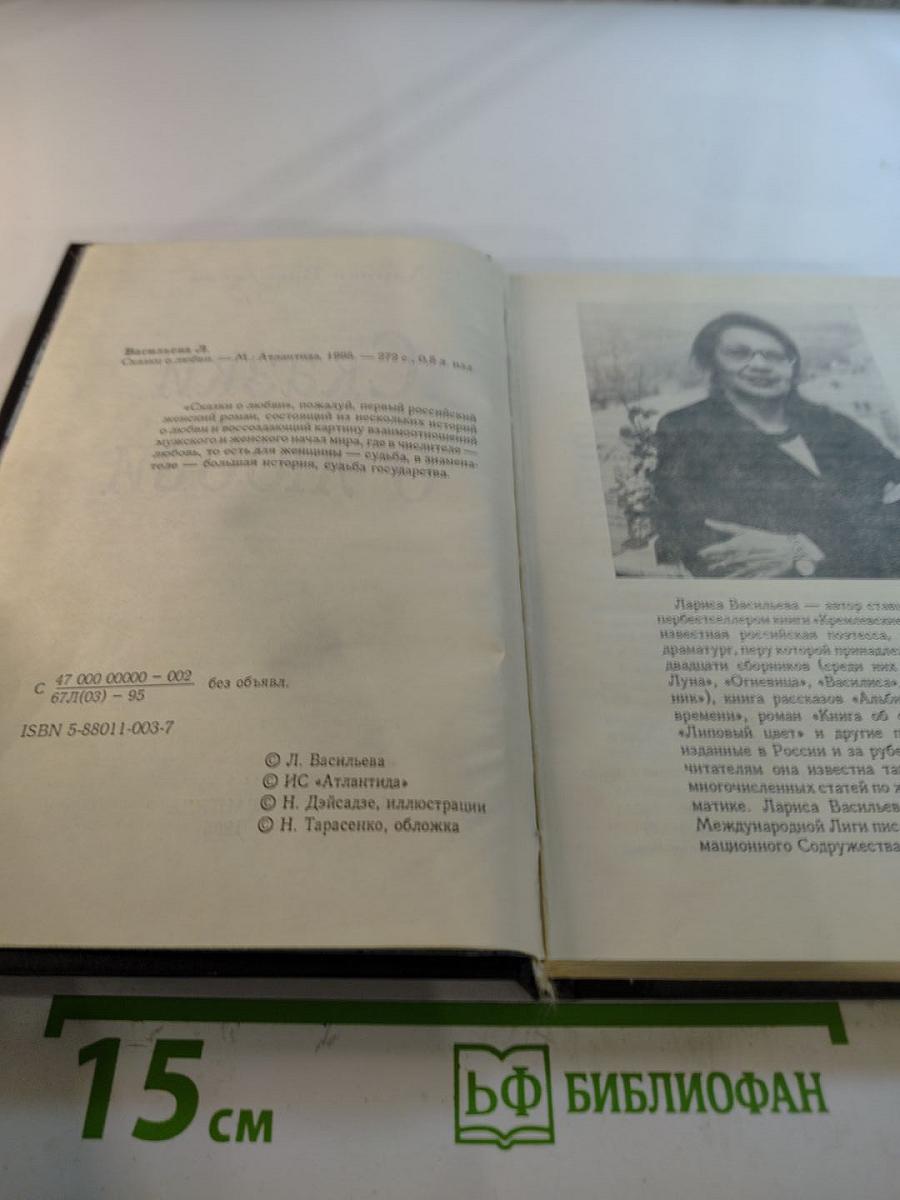 Васильева Л.
Сказки о любви. — М.: Атлантида, 1995. — 272 с., 0,8 л. илл.
«Сказки о любви», пожалуй, первый российский
женский роман, состоящий из нескольких историй
о любви и воссоздающий картину взаимоотношений
мужского и женского начал мира, где в числителе —
любовь, то есть для женщины — судьба, а знамена-
теле — большая история, судьба государства.
С 47 000 00000 – 002
67Л(03) – 95 без объявл.
ISBN 5-88011-003-7
© Л. Васильева
© ИС «Атлантида»
© Н. Дэйсадзе, иллюстрации
© Н. Тарасенко, обложка
Лариса Васильева — автор став
пербестселлером книги «Кремлевские
известная российская поэтесса,
драматург, перу которой принадле
двадцати сборников (среди них
Луна», «Огневица», «Василиса»,
ник»), книга рассказов «Альби
времени», роман «Книга об
«Липовый цвет» и другие п
изданные в России и за рубе
читателям она известна та
многочисленных статей по ж
матике. Лариса Васильев
Международной Лиги пис
мационного Содружества
15 см
БФ БИБЛИОФАН